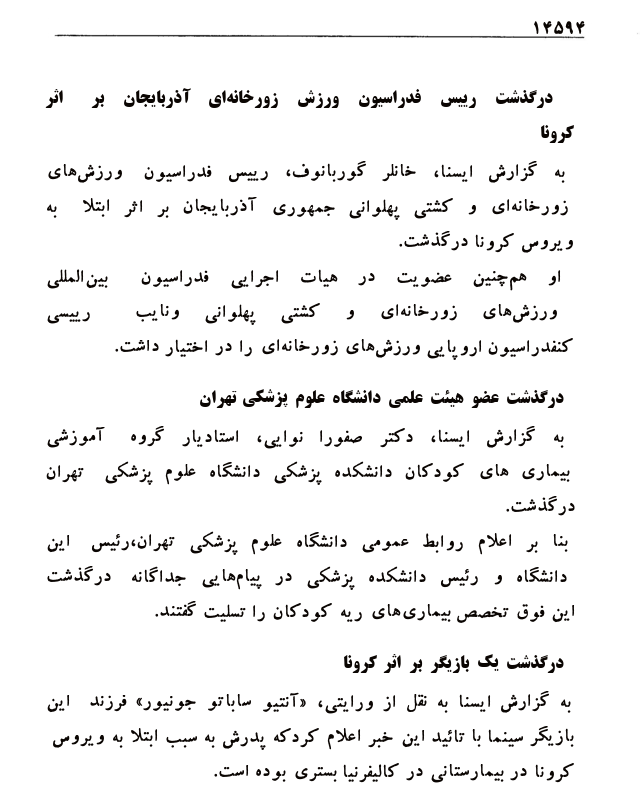 ۱۴۵۹۴
درگذشت رییس فدراسیون ورزش زورخانه‌ای آذربایجان بر اثر
کرونا
به گزارش ایسنا، خانلر گوربانوف، رییس فدراسیون ورزش‌های
زورخانه‌ای و کشتی پهلوانی جمهوری آذربایجان بر اثر ابتلا به
ویروس کرونا درگذشت.
او هم‌چنین عضویت در هیات اجرایی فدراسیون بین‌المللی
ورزش‌های زورخانه‌ای و کشتی پهلوانی ونایب رییسی
کنفدراسیون اروپایی ورزش‌های زورخانه‌ای را در اختیار داشت.
درگذشت عضو هیئت علمی دانشگاه علوم پزشکی تهران
به گزارش ایسنا، دکتر صفورا نوایی، استادیار گروه آموزشی
بیماری های کودکان دانشکده پزشکی دانشگاه علوم پزشکی تهران
درگذشت.
بنا بر اعلام روابط عمومی دانشگاه علوم پزشکی تهران،رئیس این
دانشگاه و رئیس دانشکده پزشکی در پیام‌هایی جداگانه درگذشت
این فوق تخصص بیماری‌های ریه کودکان را تسلیت گفتند.
درگذشت یک بازیگر بر اثر کرونا
به گزارش ایسنا به نقل از ورایتی، «آنتیو ساباتو جونیور» فرزند این
بازیگر سینما با تائید این خبر اعلام کردکه پدرش به سبب ابتلا به ویروس
کرونا در بیمارستانی در کالیفرنیا بستری بوده است.